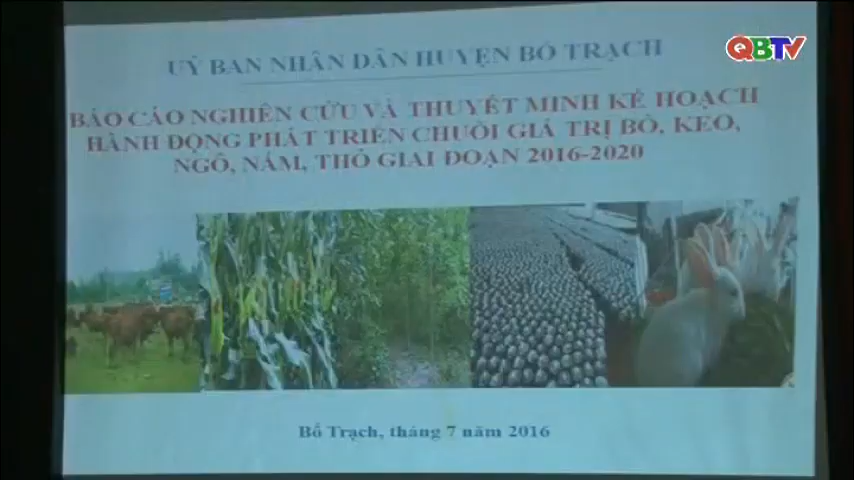 QBTV
UỶ BAN NHÂN DÂN HUYỆN BỐ TRẠCH
BÁO CÁO NGHIÊN CỨU VÀ THUYẾT MINH KẾ HOẠCH
HÀNH ĐỘNG PHÁT TRIỂN CHUỖI GIÁ TRỊ BÒ, KEO,
NGÔ, NẤM, THỎ GIAI ĐOẠN 2016-2020
Bố Trạch, tháng 7 năm 2016